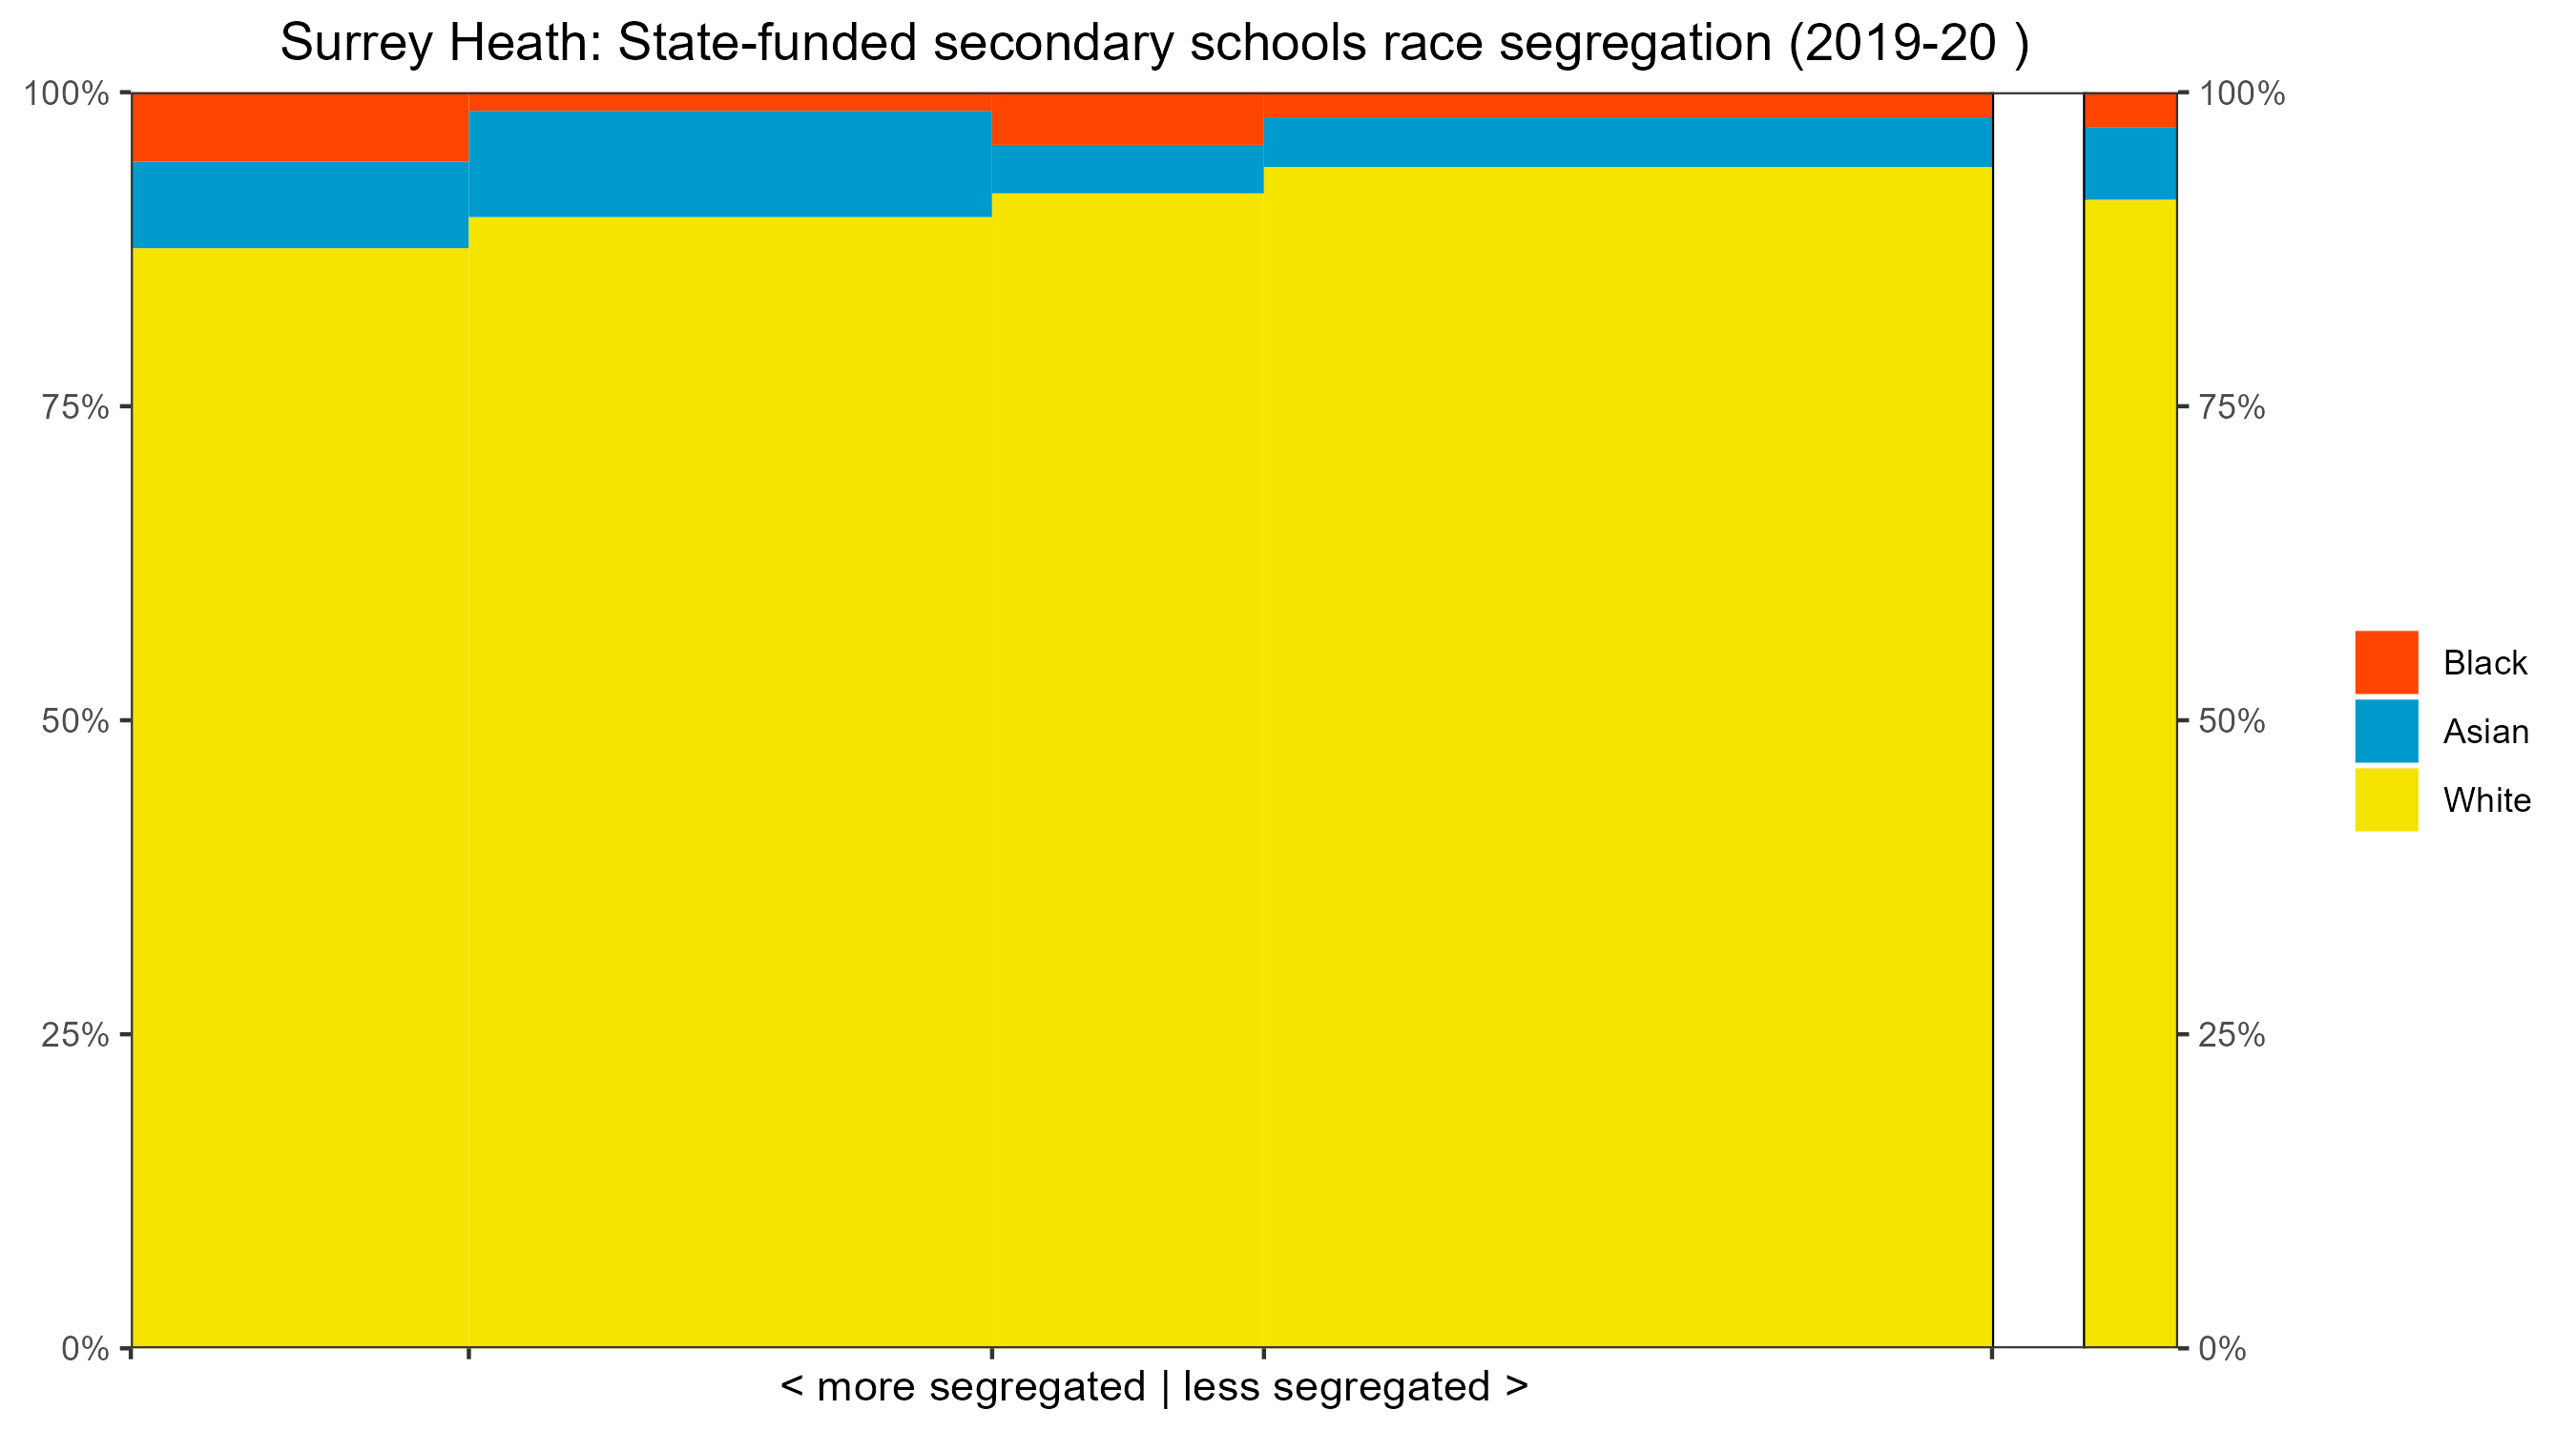 Surrey Heath: State-funded secondary schools race segregation (2019-20 )
100%
75%
50%
25%
0%
100%
75%
50%
25%
0%
Black
Asian
White
< more segregated | less segregated >